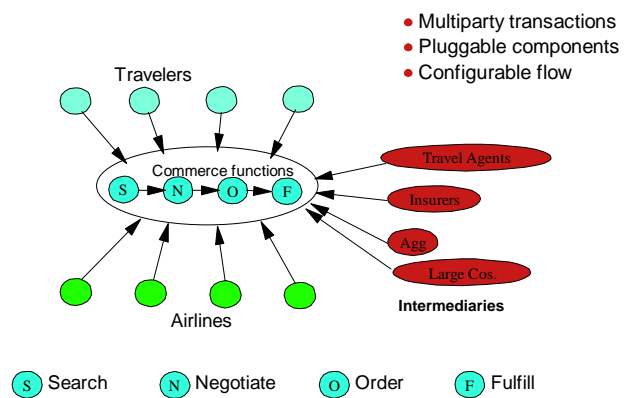 • Multiparty transactions
• Pluggable components
• Configurable flow
Travelers
Commerce functions
S N O F
Travel Agents
Insurers
Agg
Large Cos.
Intermediaries
Airlines
S Search N Negotiate O Order F Fulfill